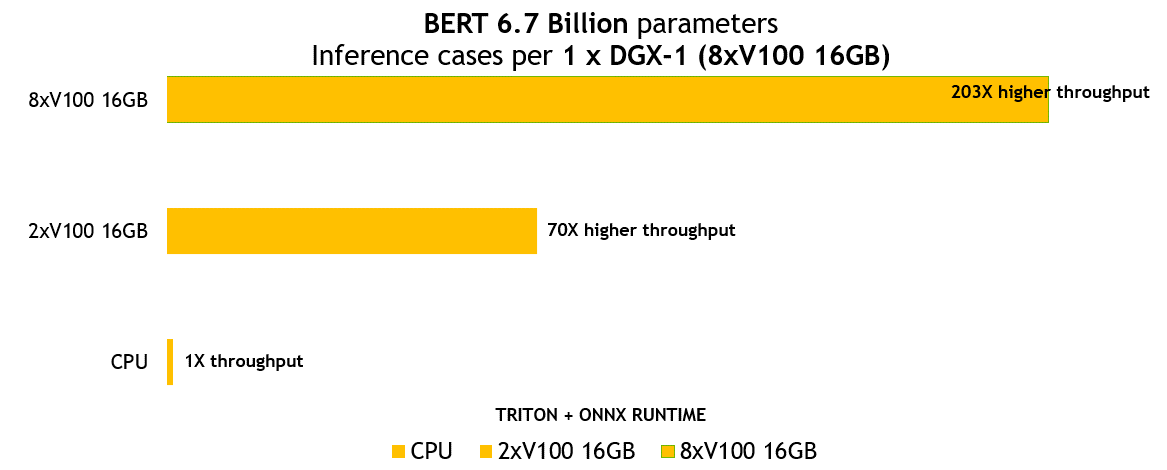 BERT 6.7 Billion parameters
Inference cases per 1 x DGX-1 (8xV100 16GB)
8xV100 16GB
203X higher throughput
2xV100 16GB
70X higher throughput
CPU
1X throughput
TRITON + ONNX RUNTIME
CPU 2xV100 16GB 8xV100 16GB